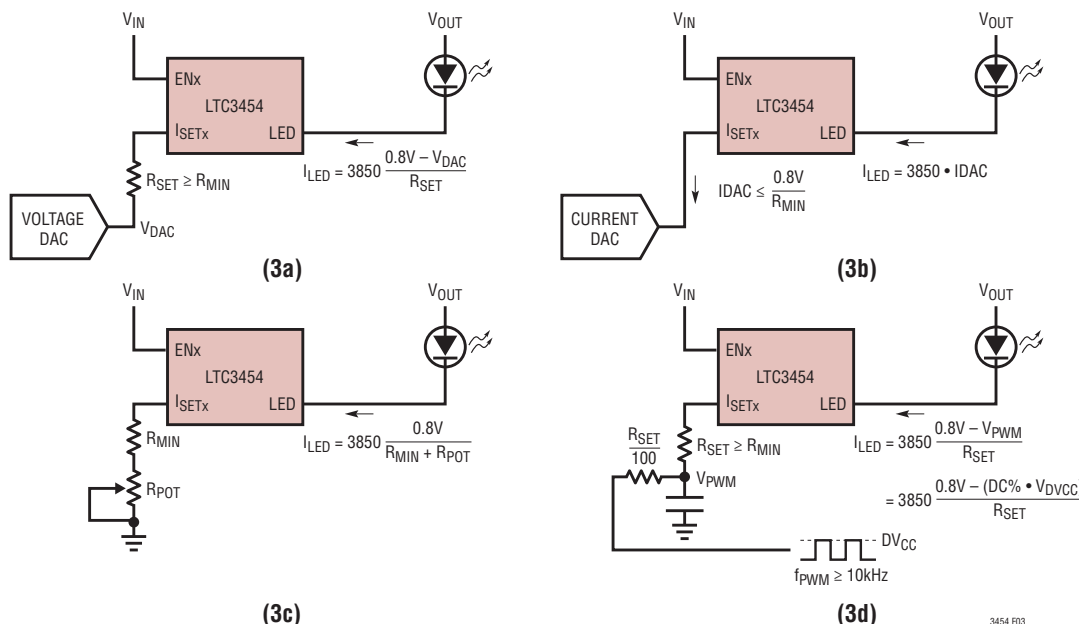 V_IN
V_OUT
ENx
LTC3454
I_SETx
LED
R_SET ≥ R_MIN
I_LED = 3850 0.8V – V_DAC / R_SET
VOLTAGE
DAC
V_DAC
(3a)
V_IN
V_OUT
ENx
LTC3454
I_SETx
LED
IDAC ≤ 0.8V / R_MIN
I_LED = 3850 • IDAC
CURRENT
DAC
(3b)
V_IN
V_OUT
ENx
LTC3454
I_SETx
LED
R_MIN
I_LED = 3850 0.8V / R_MIN + R_POT
R_POT
(3c)
V_IN
V_OUT
ENx
LTC3454
I_SETx
LED
R_SET / 100
R_SET ≥ R_MIN
I_LED = 3850 0.8V – V_PWM / R_SET
V_PWM
= 3850 0.8V – (DC% • V_DVCC / R_SET
DV_CC
f_PWM ≥ 10kHz
(3d)
3454 F03